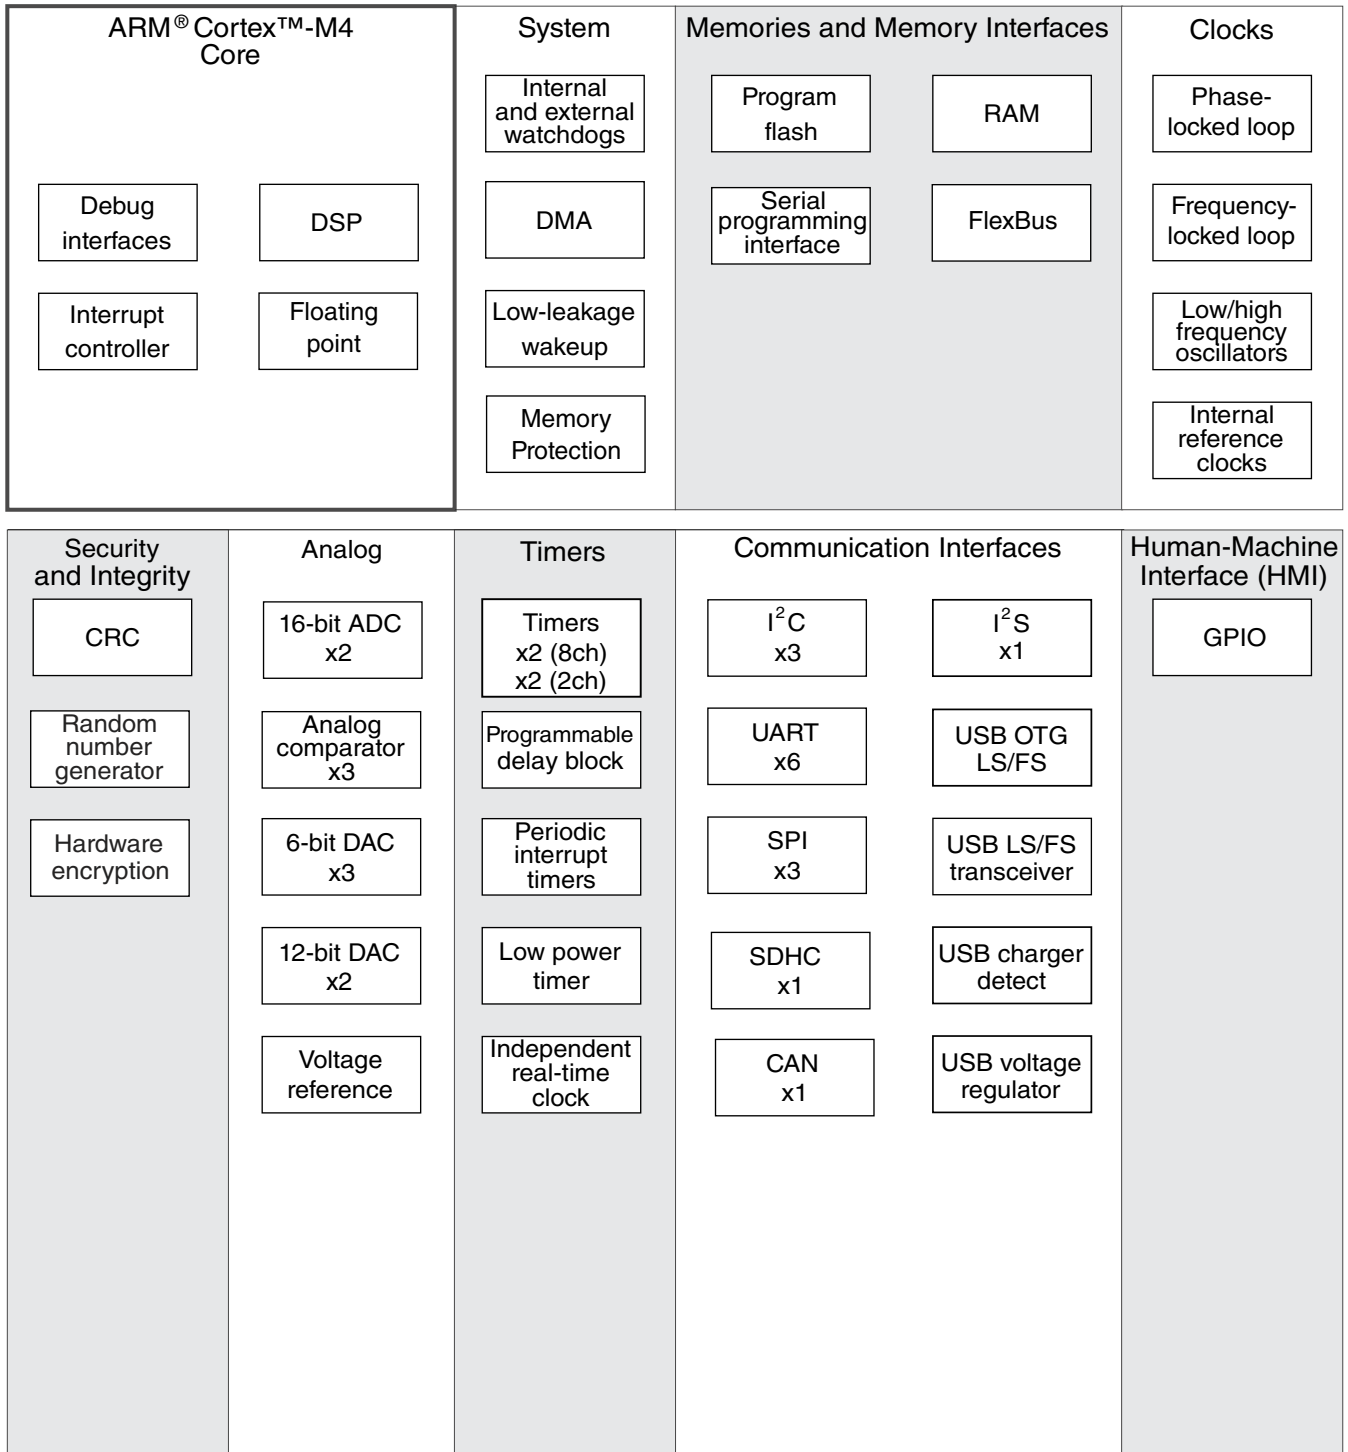 ARM® Cortex™-M4
Core
Debug
interfaces
DSP
Interrupt
controller
Floating
point
System
Internal
and external
watchdogs
DMA
Low-leakage
wakeup
Memory
Protection
Memories and Memory Interfaces
Program
flash
RAM
Serial
programming
interface
FlexBus
Clocks
Phase-
locked loop
Frequency-
locked loop
Low/high
frequency
oscillators
Internal
reference
clocks
Security
and Integrity
CRC
Random
number
generator
Hardware
encryption
Analog
16-bit ADC
x2
Analog
comparator
x3
6-bit DAC
x3
12-bit DAC
x2
Voltage
reference
Timers
Timers
x2 (8ch)
x2 (2ch)
Programmable
delay block
Periodic
interrupt
timers
Low power
timer
Independent
real-time
clock
Communication Interfaces
I²C
x3
I²S
x1
UART
x6
USB OTG
LS/FS
SPI
x3
USB LS/FS
transceiver
SDHC
x1
USB charger
detect
CAN
x1
USB voltage
regulator
Human-Machine
Interface (HMI)
GPIO